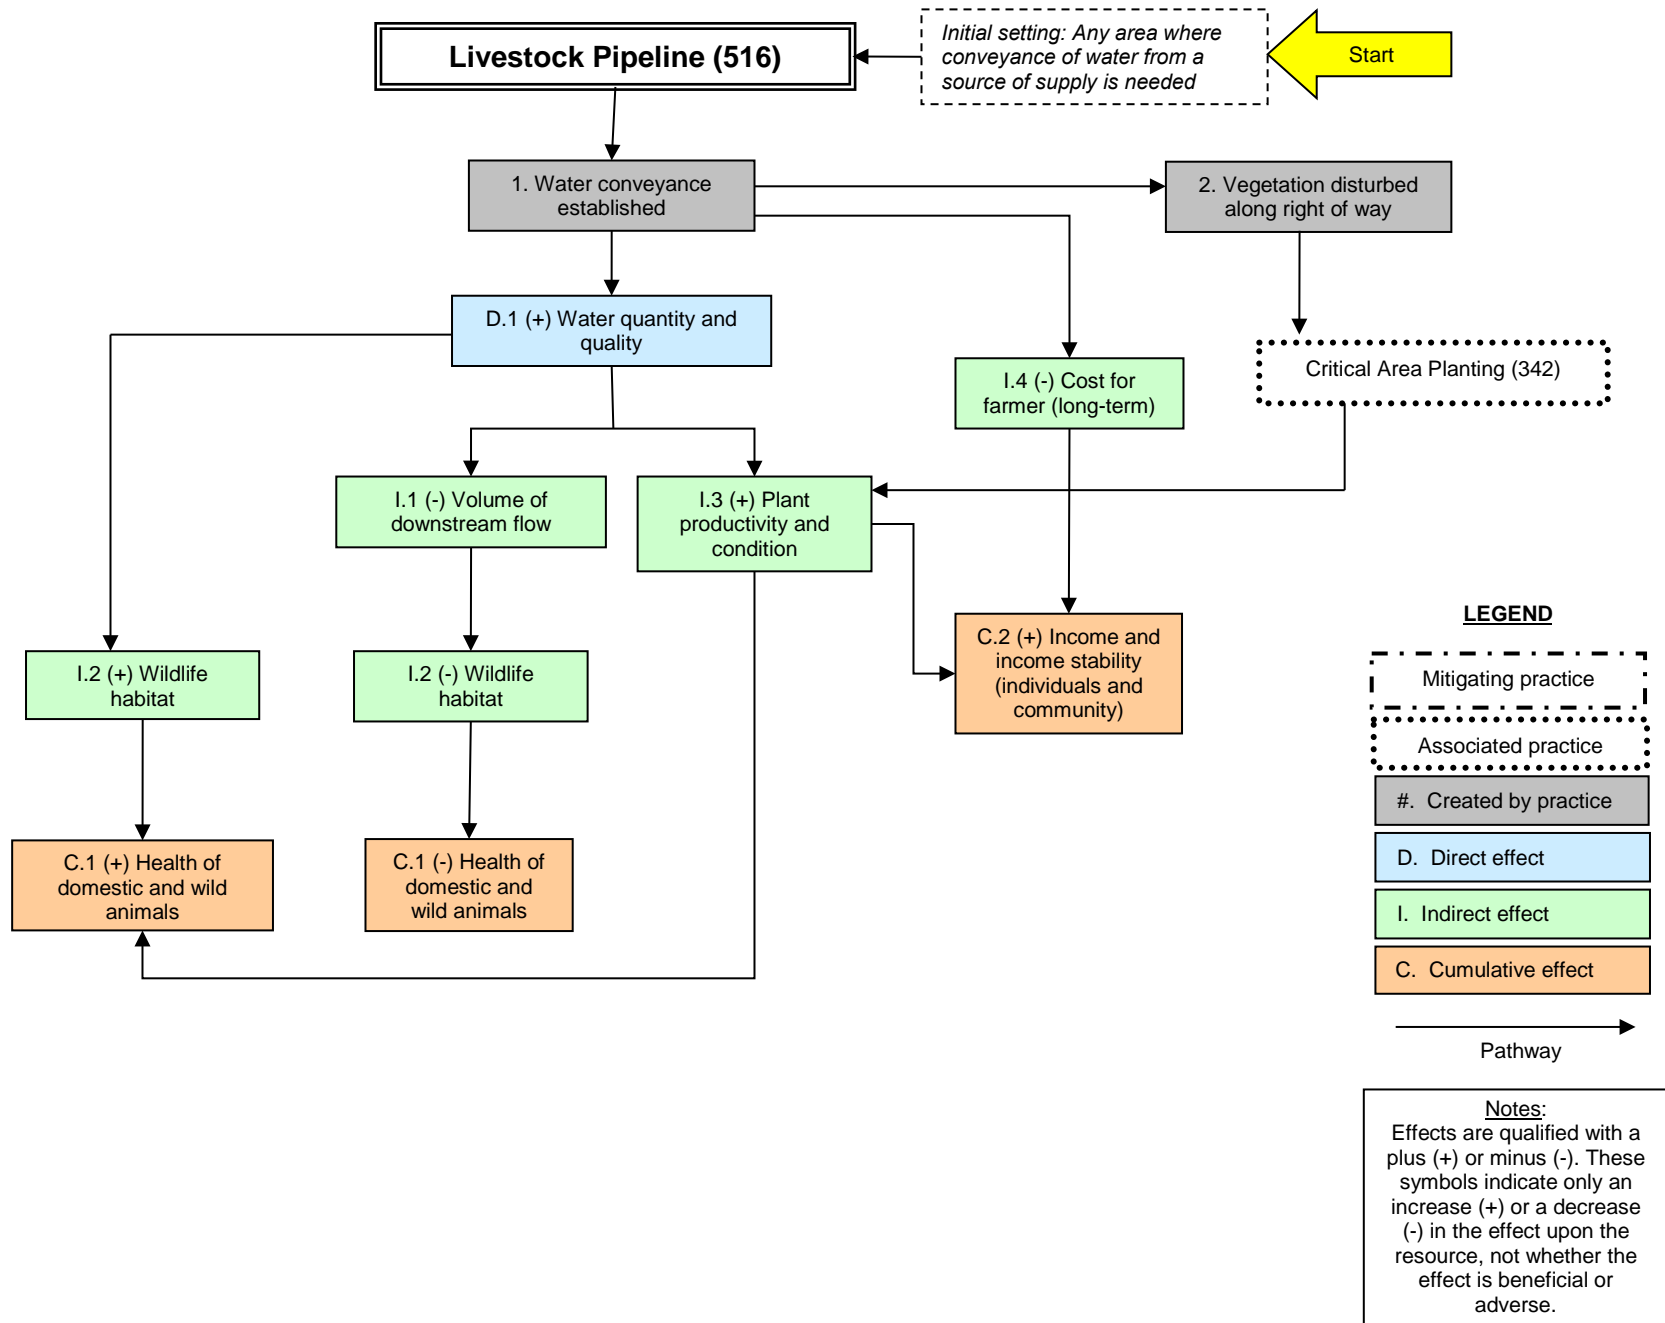 Livestock Pipeline (516)
Initial setting: Any area where
conveyance of water from a
source of supply is needed
Start
1. Water conveyance
established
2. Vegetation disturbed
along right of way
D.1 (+) Water quantity and
quality
I.4 (-) Cost for
farmer (long-term)
Critical Area Planting (342)
I.1 (-) Volume of
downstream flow
I.3 (+) Plant
productivity and
condition
I.2 (+) Wildlife
habitat
I.2 (-) Wildlife
habitat
C.2 (+) Income and
income stability
(individuals and
community)
C.1 (+) Health of
domestic and wild
animals
C.1 (-) Health of
domestic and
wild animals
LEGEND
Mitigating practice
Associated practice
#. Created by practice
D. Direct effect
I. Indirect effect
C. Cumulative effect
Pathway
Notes:
Effects are qualified with a
plus (+) or minus (-). These
symbols indicate only an
increase (+) or a decrease
(-) in the effect upon the
resource, not whether the
effect is beneficial or
adverse.